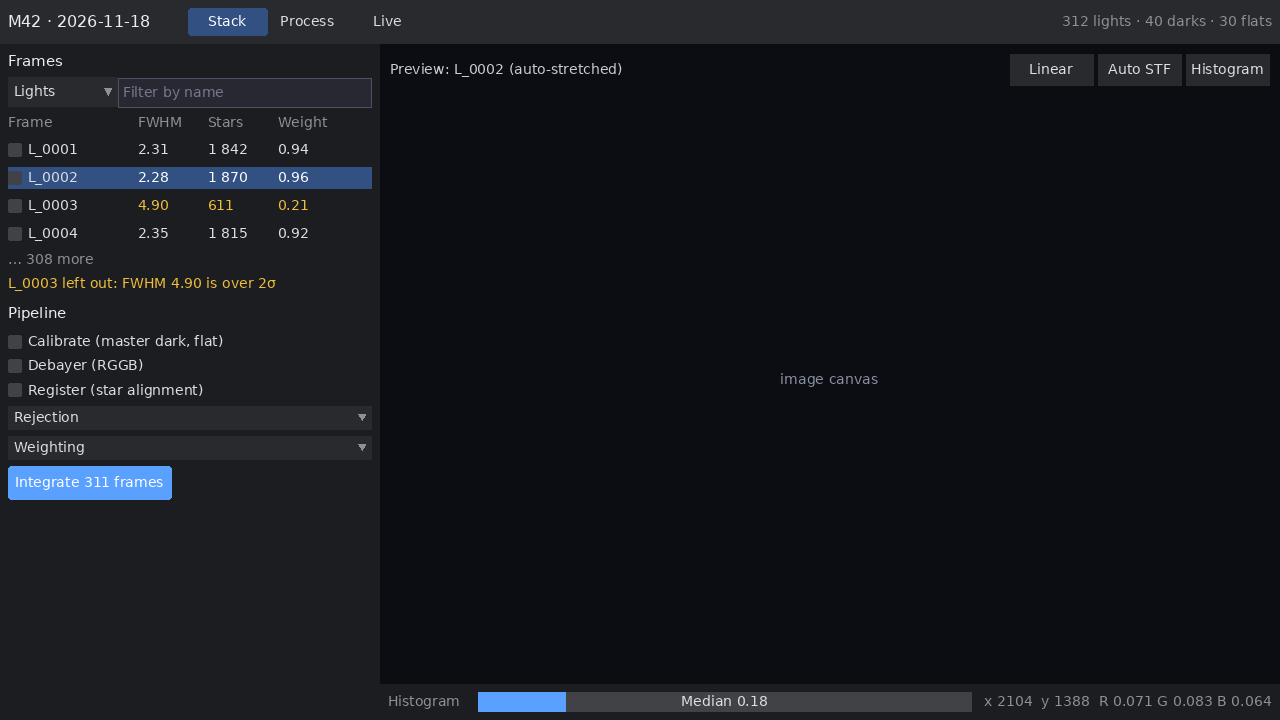 M42 · 2026-11-18 Stack Process Live 312 lights · 40 darks · 30 flats
Frames
Lights Filter by name
Frame FWHM Stars Weight
L_0001 2.31 1 842 0.94
L_0002 2.28 1 870 0.96
L_0003 4.90 611 0.21
L_0004 2.35 1 815 0.92
... 308 more
L_0003 left out: FWHM 4.90 is over 2σ
Pipeline
Calibrate (master dark, flat)
Debayer (RGGB)
Register (star alignment)
Rejection
Weighting
Integrate 311 frames
Preview: L_0002 (auto-stretched) Linear Auto STF Histogram
image canvas
Histogram Median 0.18 x 2104 y 1388 R 0.071 G 0.083 B 0.064